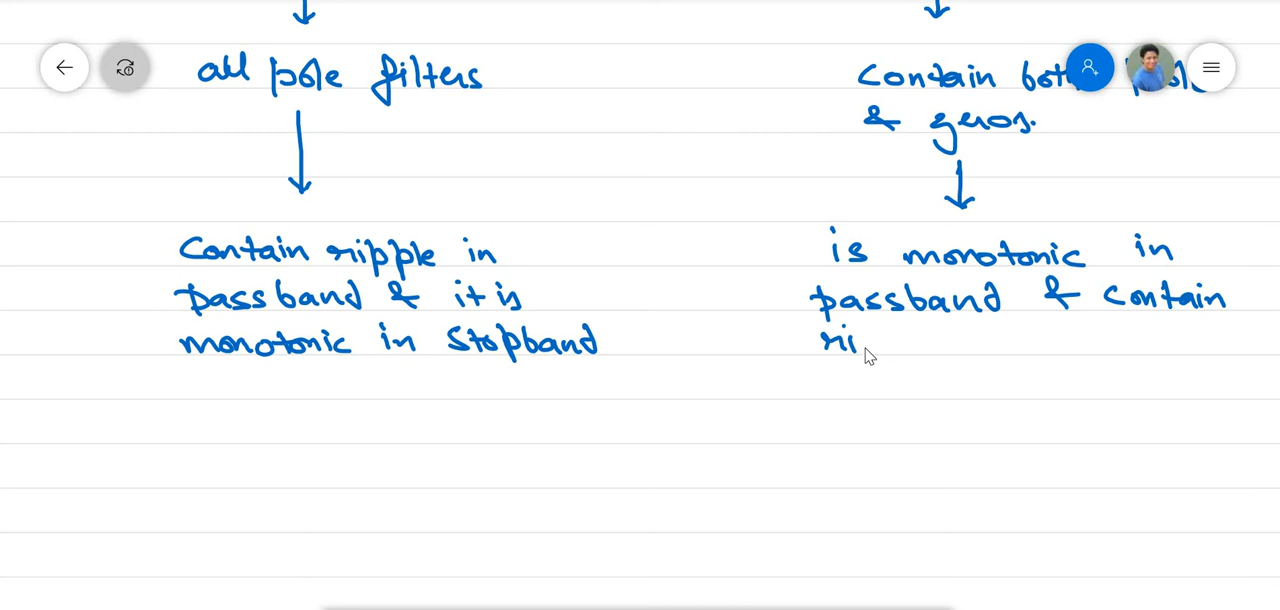 all pole filters
Contain both
& zeros.
Contain ripple in
passband & it is
monotonic in stopband
is monotonic in
passband & contain
ri